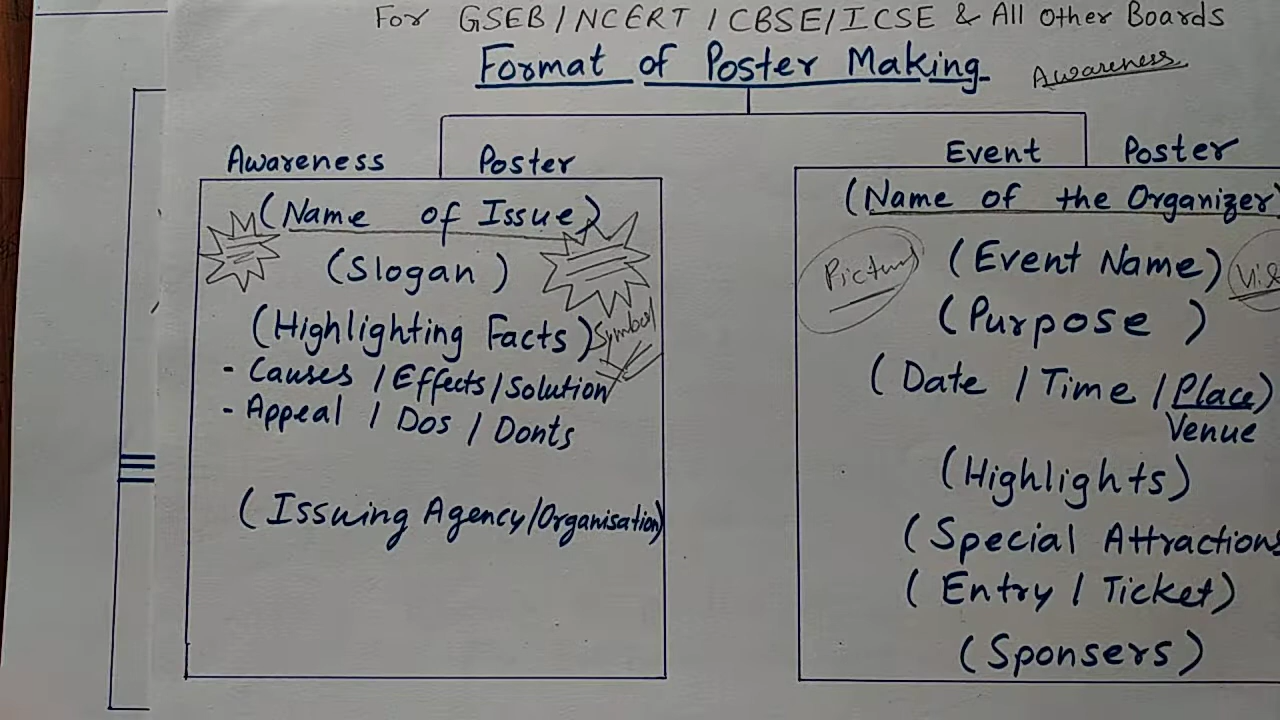 For GSEB/NCERT/CBSE/ICSE & All Other Boards
Format of Poster Making
Awareness
Awareness Poster
(Name of Issue)
(Slogan)
(Highlighting Facts)
Symbol
- Causes / Effects / Solution
- Appeal / Dos / Donts
(Issuing Agency/Organisation)
Event Poster
(Name of the Organizer)
Picture
(Event Name)
(Purpose)
(Date / Time / Place)
Venue
(Highlights)
(Special Attractions
(Entry / Ticket)
(Sponsers)